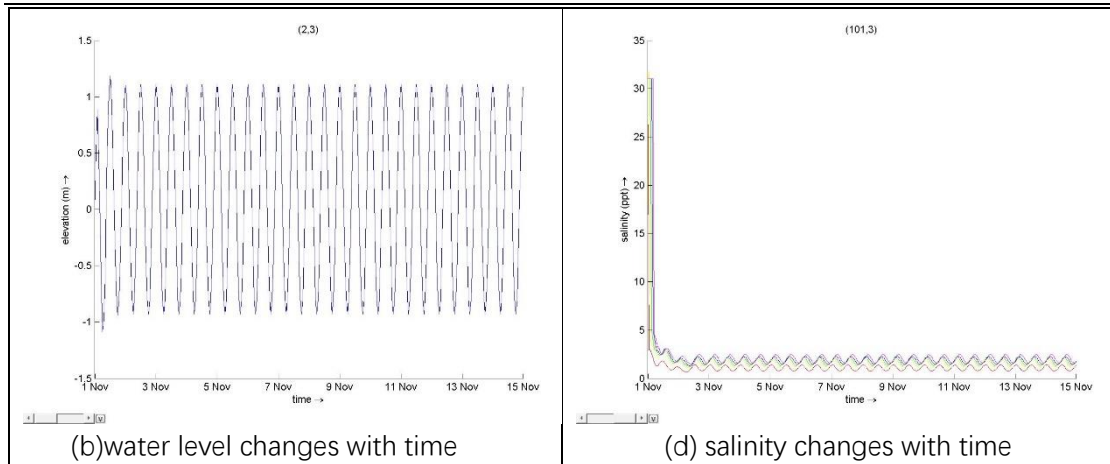 (2,3)
1.5
1
0.5
0
-0.5
-1
-1.5
elevation (m) →
1 Nov 3 Nov 5 Nov 7 Nov 9 Nov 11 Nov 13 Nov 15 Nov
time →
V
(b)water level changes with time
(101,3)
35
30
25
20
15
10
5
0
salinity (ppt) →
1 Nov 3 Nov 5 Nov 7 Nov 9 Nov 11 Nov 13 Nov 15 Nov
time →
V
(d) salinity changes with time